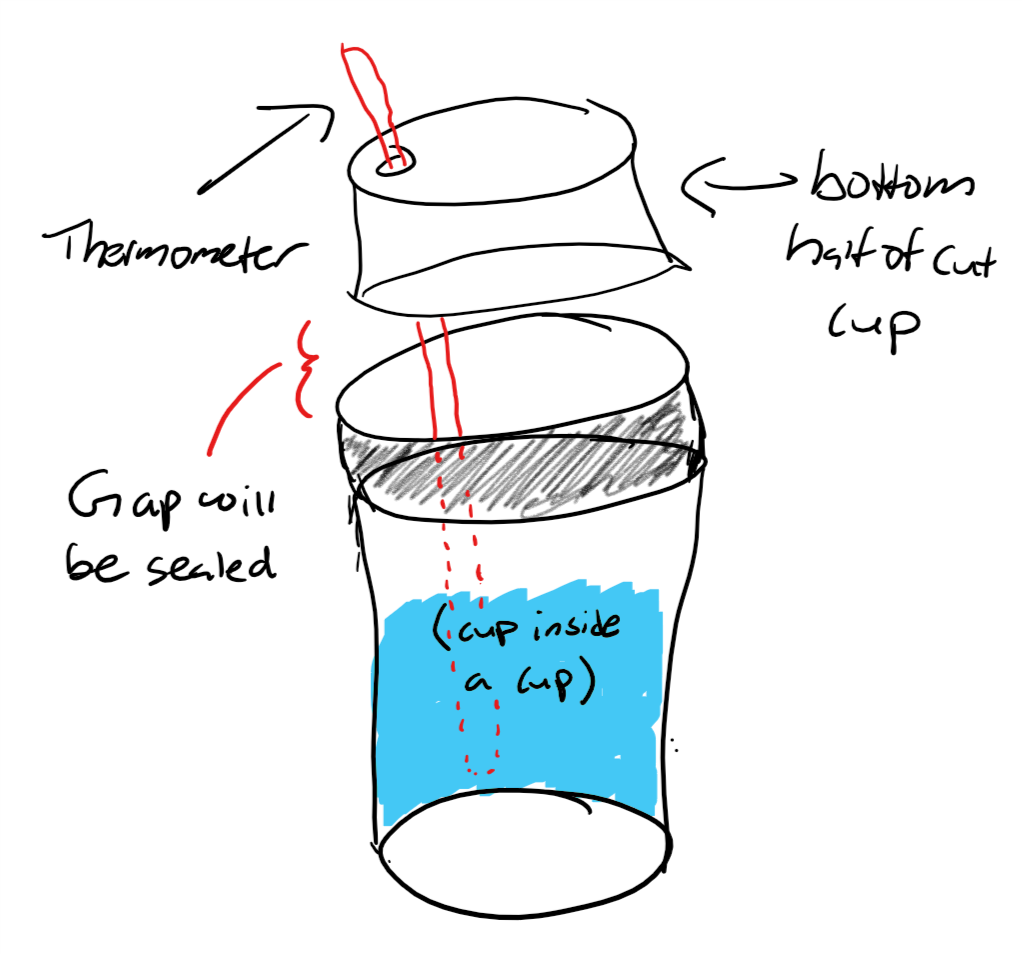 Thermometer
bottom
half of cut
cup
Gap will
be sealed
(cup inside
a cup)